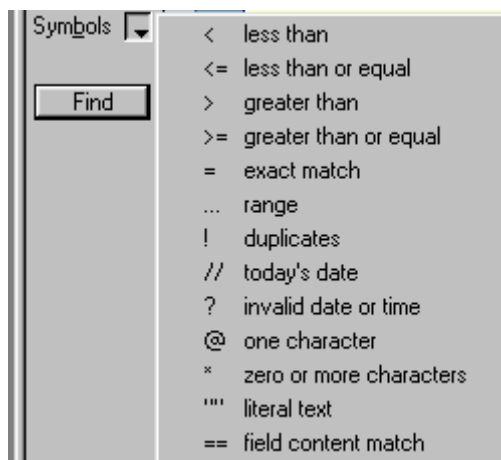 Symbols
< less than
<= less than or equal
Find
> greater than
>= greater than or equal
= exact match
... range
! duplicates
// today's date
? invalid date or time
@ one character
* zero or more characters
"" literal text
== field content match